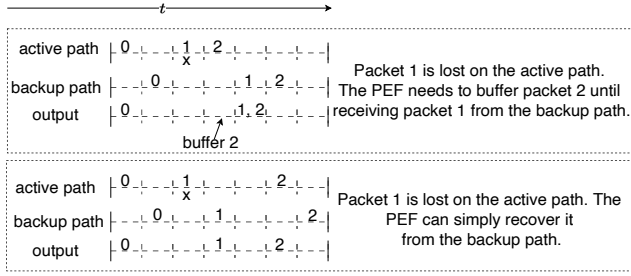 t
active path 0 1 2
x
backup path 0 1 2
output 0 1, 2
buffer 2
Packet 1 is lost on the active path.
The PEF needs to buffer packet 2 until
receiving packet 1 from the backup path.
active path 0 1 2
x
backup path 0 1 2
output 0 1 2
Packet 1 is lost on the active path. The
PEF can simply recover it
from the backup path.